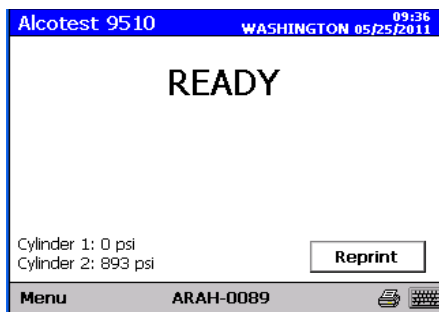 Alcotest 9510
09:36
WASHINGTON 05/25/2011
READY
Cylinder 1: 0 psi
Cylinder 2: 893 psi
Reprint
Menu
ARAH-0089